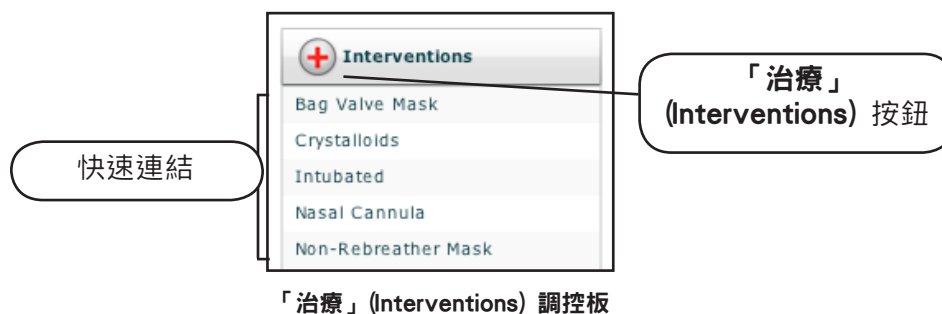 Interventions
Bag Valve Mask
Crystalloids
Intubated
Nasal Cannula
Non-Rebreather Mask
快速連結
「治療」
(Interventions) 按鈕
「治療」(Interventions) 調控板